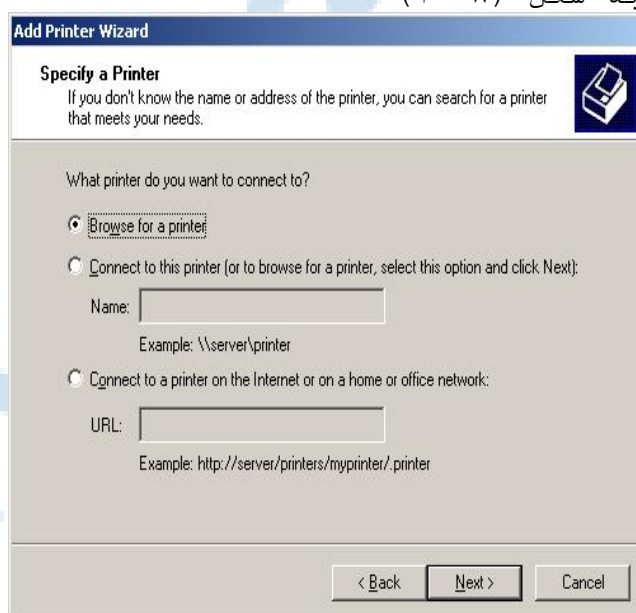 Add Printer Wizard
Specify a Printer
If you don't know the name or address of the printer, you can search for a printer
that meets your needs.
What printer do you want to connect to?
Browse for a printer
Connect to this printer (or to browse for a printer, select this option and click Next):
Name:
Example: \\server\printer
Connect to a printer on the Internet or on a home or office network:
URL:
Example: http://server/printers/myprinter/.printer
< Back Next > Cancel